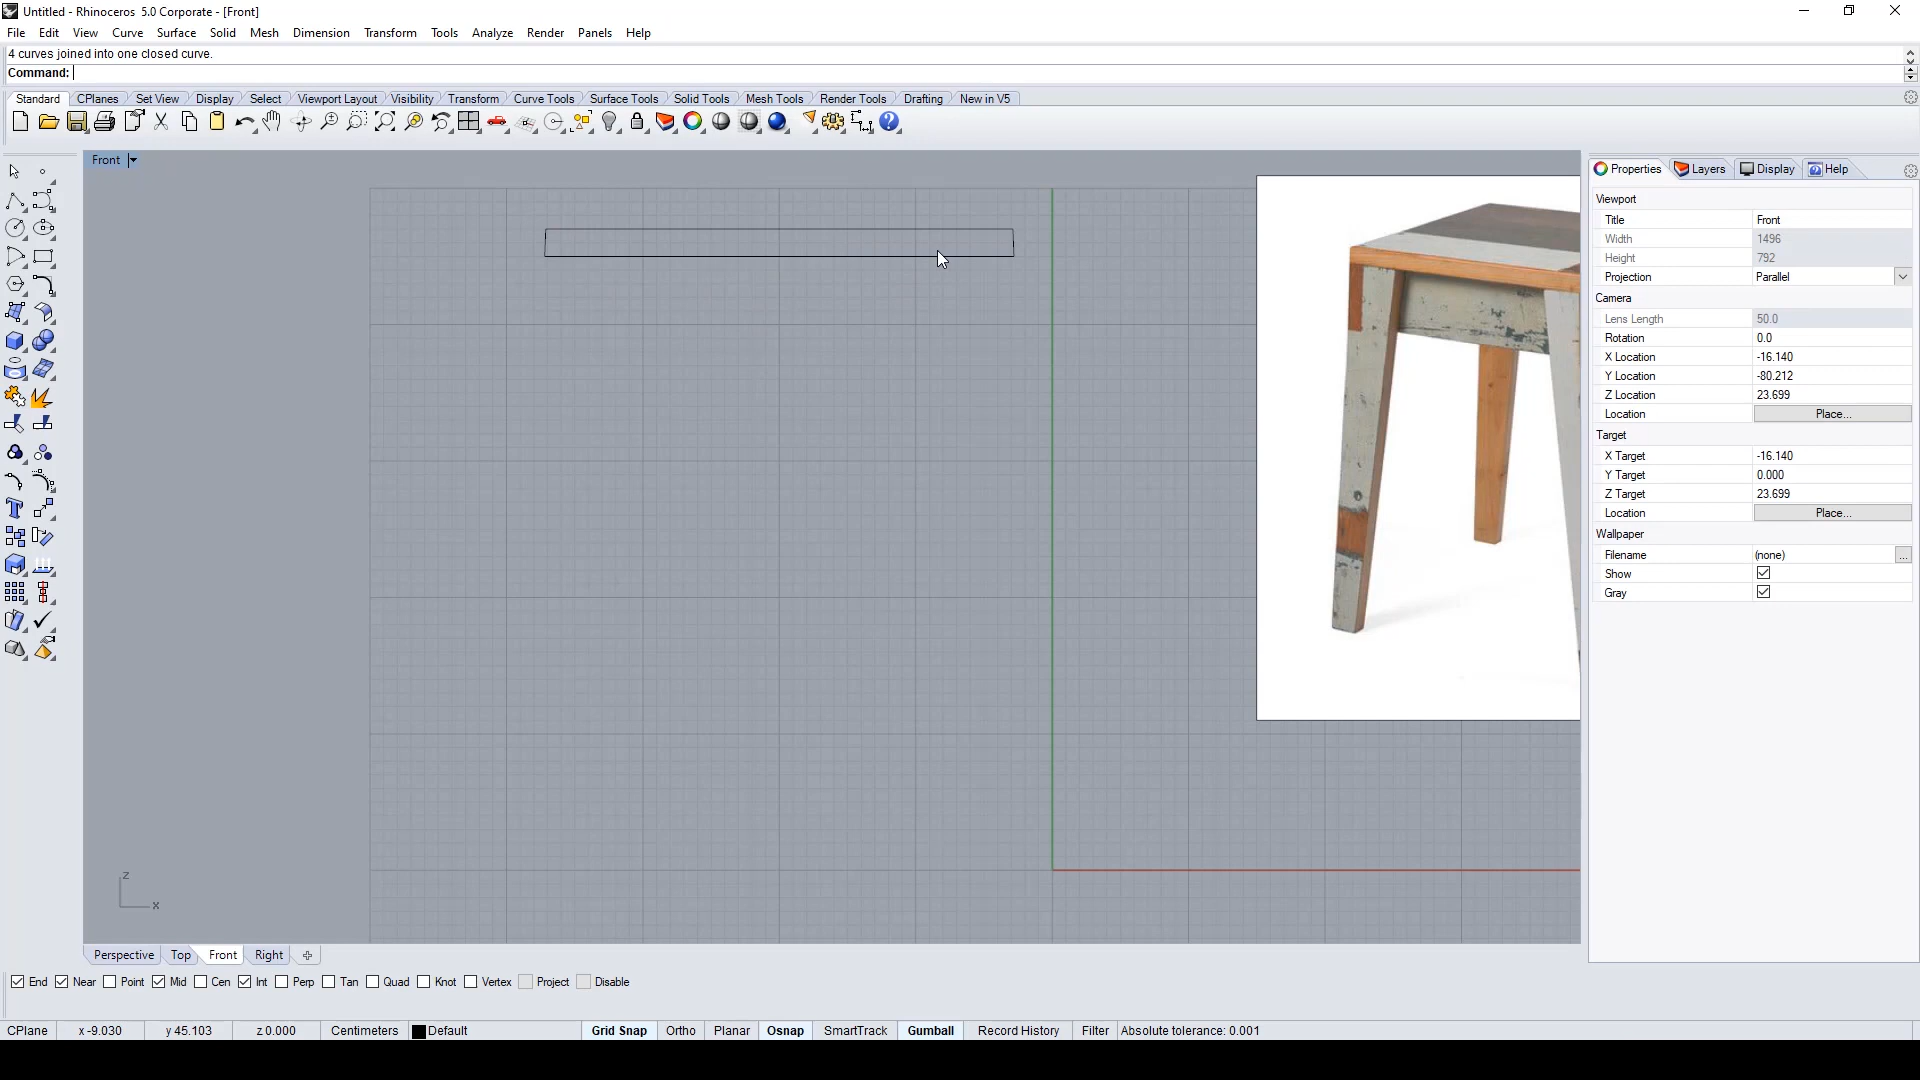 Untitled - Rhinoceros 5.0 Corporate - [Front]
File Edit View Curve Surface Solid Mesh Dimension Transform Tools Analyze Render Panels Help
4 curves joined into one closed curve.
Command:
Standard CPlanes Set View Display Select Viewport Layout Visibility Transform Curve Tools Surface Tools Solid Tools Mesh Tools Render Tools Drafting New in V5
Front
Properties Layers Display Help
Viewport
Title Front
Width 1496
Height 792
Projection Parallel
Camera
Lens Length 50.0
Rotation 0.0
X Location -16.140
Y Location -80.212
Z Location 23.699
Location Place...
Target
X Target -16.140
Y Target 0.000
Z Target 23.699
Location Place...
Wallpaper
Filename (none) ...
Show
Gray
z
x
Perspective Top Front Right
End Near Point Mid Cen Int Perp Tan Quad Knot Vertex Project Disable
CPlane x -9.030 y 45.103 z 0.000 Centimeters Default Grid Snap Ortho Planar Osnap SmartTrack Gumball Record History Filter Absolute tolerance: 0.001